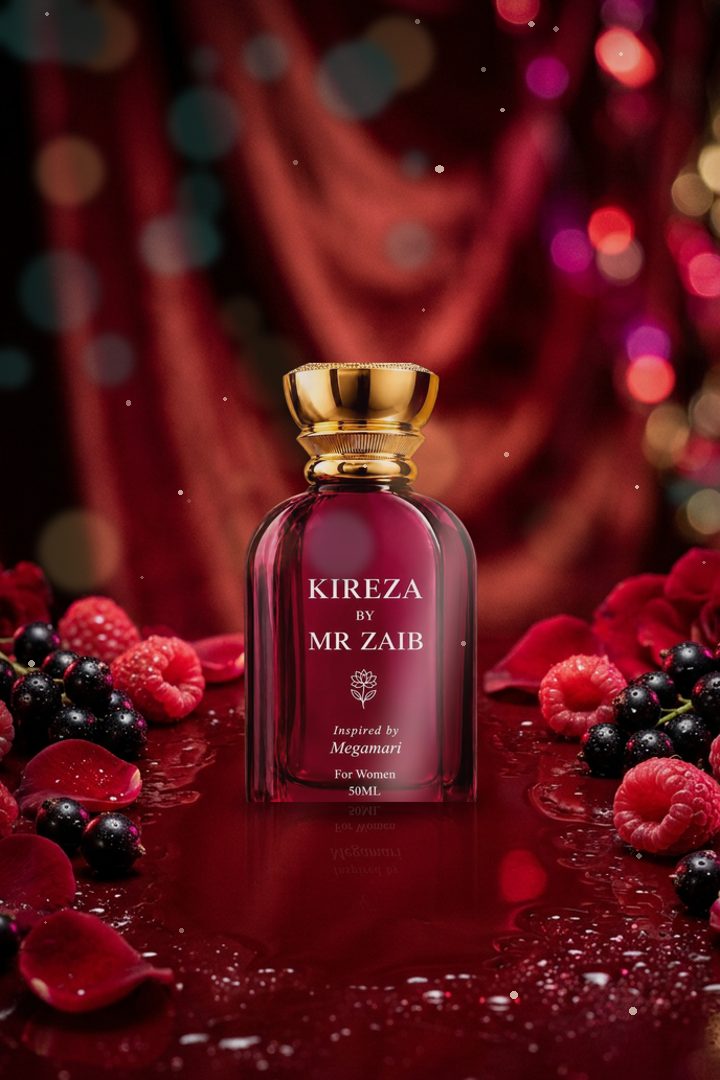 KIREZA
BY
MR ZAIB
Inspired by
Megamari
For Women
50ML